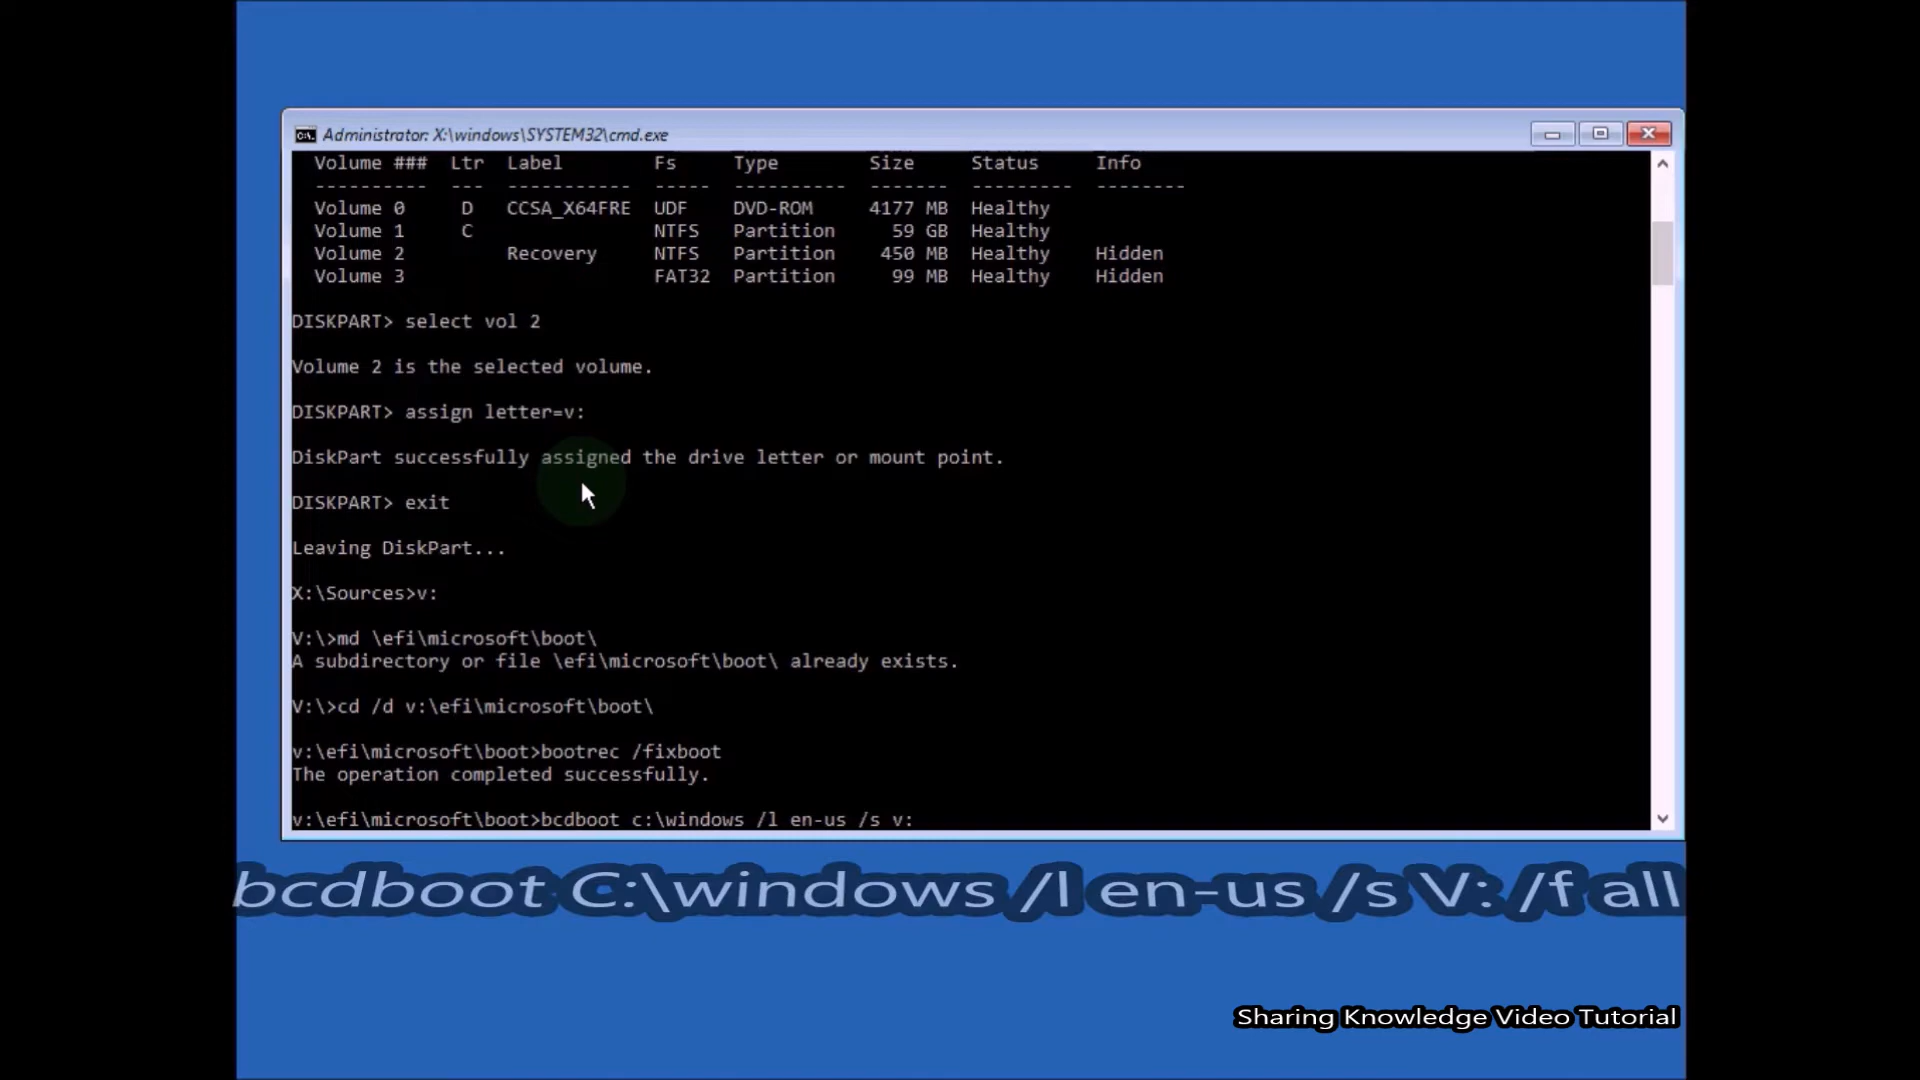 Administrator: X:\windows\SYSTEM32\cmd.exe
Volume ### Ltr Label Fs Type Size Status Info
---------- --- ----------- ----- ---------- ------- --------- --------
Volume 0 D CCSA_X64FRE UDF DVD-ROM 4177 MB Healthy
Volume 1 C NTFS Partition 59 GB Healthy
Volume 2 Recovery NTFS Partition 450 MB Healthy Hidden
Volume 3 FAT32 Partition 99 MB Healthy Hidden
DISKPART> select vol 2
Volume 2 is the selected volume.
DISKPART> assign letter=v:
DiskPart successfully assigned the drive letter or mount point.
DISKPART> exit
Leaving DiskPart...
X:\Sources>v:
V:\>md \efi\microsoft\boot\
A subdirectory or file \efi\microsoft\boot\ already exists.
V:\>cd /d v:\efi\microsoft\boot\
v:\efi\microsoft\boot>bootrec /fixboot
The operation completed successfully.
v:\efi\microsoft\boot>bcdboot c:\windows /l en-us /s v:
bcdboot C:\windows /l en-us /s V: /f all
Sharing Knowledge Video Tutorial